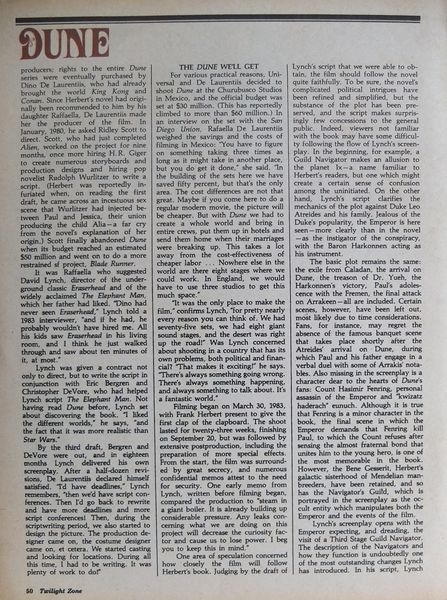 DUNE
producers; rights to the entire Dune
series were eventually purchased by
Dino De Laurentiis, who had already
brought the world King Kong and
Conan. Since Herbert's novel had origi-
nally been recommended to him by his
daughter Raffaella, De Laurentiis made
her the producer of the film. In
January, 1980, he asked Ridley Scott to
direct. Scott, who had just completed
Alien, worked on the project for nine
months, once more hiring H.R. Giger
to create numerous storyboards and
production designs and hiring pop
novelist Rudolph Wurlitzer to write a
script. (Herbert was reportedly in-
furiated when, on reading the first
draft, he came across an incestuous sex
scene that Wurlitzer had injected be-
tween Paul and Jessica, their union
producing the child Alia—a far cry
from the novel's explanation of her
origin.) Scott finally abandoned Dune
when its budget reached an estimated
$50 million and went on to do a more
restrained project, Blade Runner.
It was Raffaella who suggested
David Lynch, director of the under-
ground classic Eraserhead and of the
widely acclaimed The Elephant Man,
which her father had liked. "Dino had
never seen Eraserhead," Lynch told a
1983 interviewer, "and if he had, he
probably wouldn't have hired me. All
his kids saw Eraserhead in his living
room, and I think he just walked
through and saw about ten minutes of
it, at most."
Lynch was given a contract not
only to direct, but to write the script in
conjunction with Eric Bergren and
Christopher DeVore, who had helped
Lynch script The Elephant Man. Not
having read Dune before, Lynch set
about discovering the book. "I liked
the different worlds," he says, "and
the fact that it was more realistic than
Star Wars."
By the third draft, Bergren and
DeVore were out, and in eighteen
months Lynch delivered his own
screenplay. After a half-dozen revi-
sions, De Laurentiis declared himself
satisfied. "I'd have deadlines," Lynch
remembers, "then we'd have script con-
ferences. Then I'd go back to rewrite
and have more deadlines and more
script conferences! Then, during the
scriptwriting period, we also started to
design the picture. The production de-
signer came on, the costume designer
came on, et cetera. We started casting
and looking for locations. During all
this time, I had to be writing. It was
plenty of work to do!"
THE DUNE WE'LL GET
For various practical reasons, Uni-
versal and De Laurentiis decided to
shoot Dune at the Churubusco Studios
in Mexico, and the official budget was
set at $30 million. (This has reportedly
climbed to more than $60 million.) In
an interview on the set with the San
Diego Union, Raffaella De Laurentiis
weighed the savings and the costs of
filming in Mexico: "You have to figure
on something taking three times as
long as it might take in another place,
but you do get it done," she said. "In
the building of the sets here we have
saved fifty percent, but that's the only
area. The cost differences are not that
great. Maybe if you come here to do a
regular modern movie, the picture will
be cheaper. But with Dune we had to
create a whole world and bring in
entire crews, put them up in hotels and
send them home when their marriages
were breaking up. This takes a lot
away from the cost-effectiveness of
cheaper labor . . . Nowhere else in the
world are there eight stages where we
could work. In England, we would
have to use three studios to get this
much space."
"It was the only place to make the
film," confirms Lynch, "for pretty nearly
every reason you can think of. We had
seventy-five sets, we had eight giant
sound stages, and the desert was right
up the road!" Was Lynch concerned
about shooting in a country that has its
own problems, both political and finan-
cial? "That makes it exciting!" he says.
"There's always something going wrong.
There's always something happening,
and always something to talk about. It's
a fantastic world."
Filming began on March 30, 1983,
with Frank Herbert present to give the
first clap of the clapboard. The shoot
lasted for twenty-three weeks, finishing
on September 20, but was followed by
extensive postproduction, including the
preparation of more special effects.
From the start, the film was surround-
ed by great secrecy, and numerous
confidential memos attest to the need
for security. One early memo from
Lynch, written before filming began,
compared the production to "steam in
a giant boiler. It is already building up
considerable pressure. Any leaks con-
cerning what we are doing on this
project will decrease the curiosity fac-
tor and cause us to lose power. I beg
you to keep this in mind."
One area of speculation concerned
how closely the film will follow
Herbert's book. Judging by the draft of
Lynch's script that we were able to ob-
tain, the film should follow the novel
quite faithfully. To be sure, the novel's
complicated political intrigues have
been refined and simplified, but the
substance of the plot has been pre-
served, and the script makes surpris-
ingly few concessions to the general
public. Indeed, viewers not familiar
with the book may have some difficul-
ty following the flow of Lynch's screen-
play. In the beginning, for example, a
Guild Navigator makes an allusion to
the planet Ix—a name familiar to
Herbert's readers, but one which might
create a certain sense of confusion
among the uninitiated. On the other
hand, Lynch's script clarifies the
mechanics of the plot against Duke Leo
Atreides and his family. Jealous of the
Duke's popularity, the Emperor is here
seen—more clearly than in the novel
—as the instigator of the conspiracy,
with the Baron Harkonnen acting as
his instrument.
The basic plot remains the same:
the exile from Caladan, the arrival on
Dune, the treason of Dr. Yueh, the
Harkonnen's victory, Paul's adoles-
cence with the Fremen, the final attack
on Arrakeen—all are included. Certain
scenes, however, have been left out,
most likely due to time considerations.
Fans, for instance, may regret the
absence of the famous banquet scene
that takes place shortly after the
Atreides' arrival on Dune, during
which Paul and his father engage in a
verbal duel with some of Arrakis' nota-
bles. Also missing in the screenplay is a
character dear to the hearts of Dune's
fans: Count Hasimir Fenring, personal
assassin of the Emperor and "kwizatz
haderach" eunuch. Although it is true
that Fenring is a minor character in the
book, the final scene in which the
Emperor demands that Fenring kill
Paul, to which the Count refuses after
sensing the almost fraternal bond that
unites him to the young hero, is one of
the most memorable in the book.
However, the Bene Gesserit, Herbert's
galactic sisterhood of Mendelian man-
breeders, have been retained, and so
has the Navigator's Guild, which is
portrayed in the screenplay as the oc-
cult entity which manipulates both the
Emperor and the events of the film.
Lynch's screenplay opens with the
Emperor expecting, and dreading, the
visit of a Third Stage Guild Navigator.
The description of the Navigators and
how they function is undoubtedly one
of the most outstanding changes Lynch
has introduced. In his script, Lynch
50 Twilight Zone